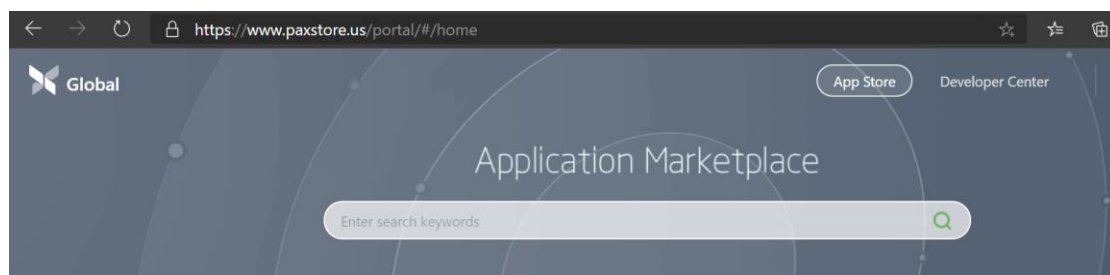 https://www.paxstore.us/portal/#/home
Global
App Store
Developer Center
Application Marketplace
Enter search keywords